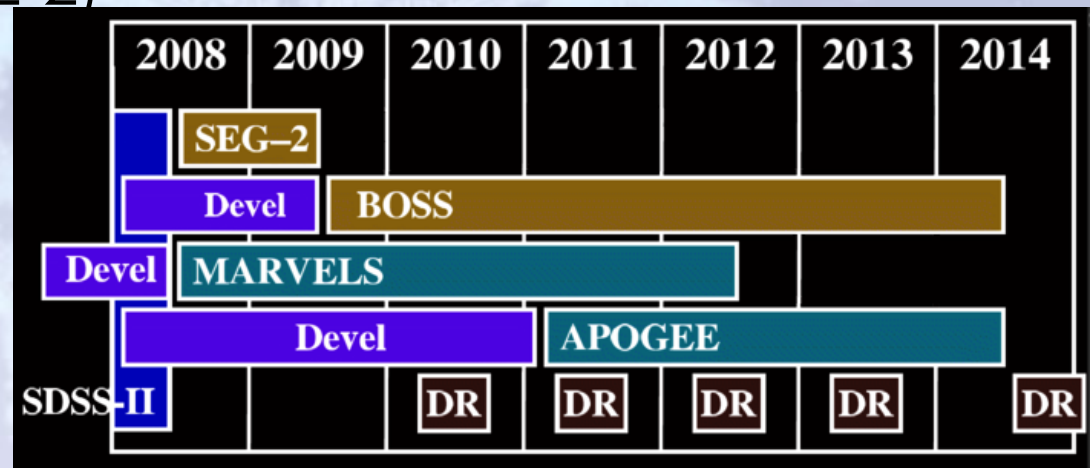 2008 2009 2010 2011 2012 2013 2014
SEG–2
Devel BOSS
Devel MARVELS
Devel APOGEE
SDSS-II DR DR DR DR DR